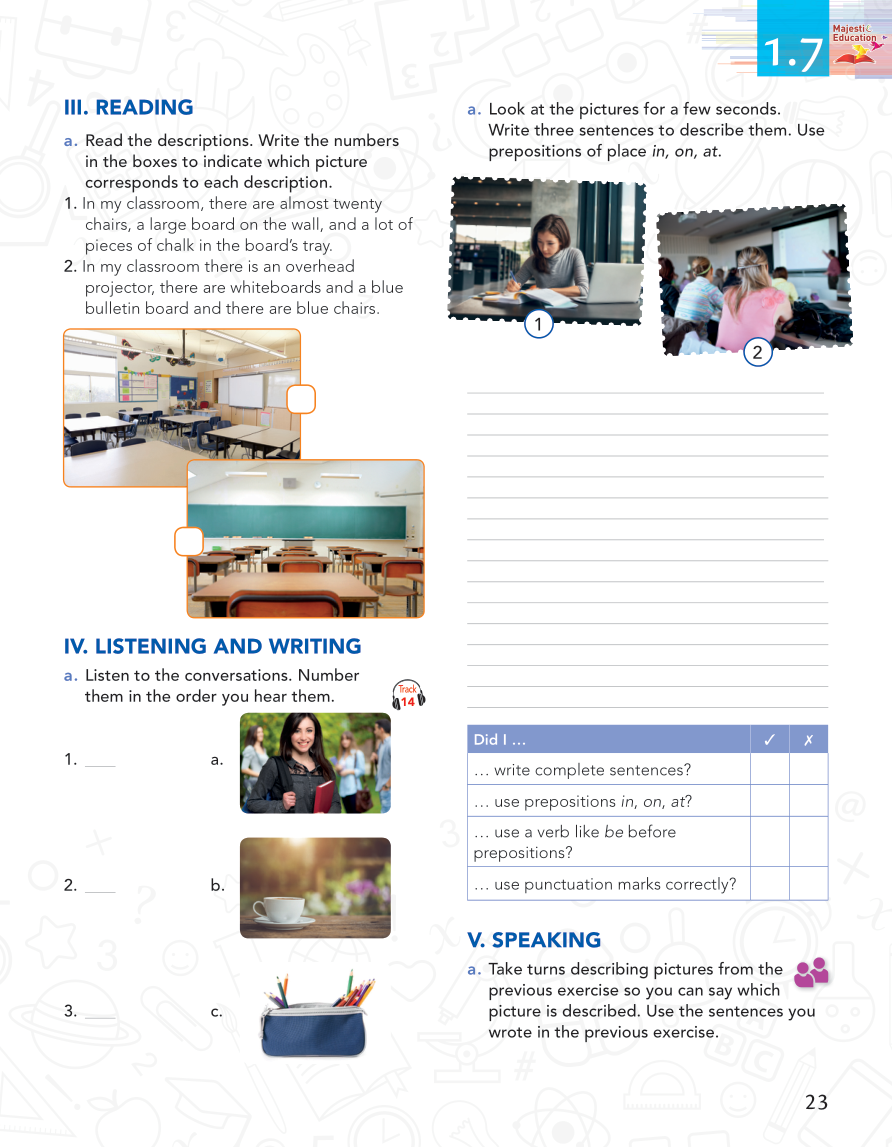 1.7
Majestic
Education
III. READING
a. Read the descriptions. Write the numbers
in the boxes to indicate which picture
corresponds to each description.
1. In my classroom, there are almost twenty
chairs, a large board on the wall, and a lot of
pieces of chalk in the board’s tray.
2. In my classroom there is an overhead
projector, there are whiteboards and a blue
bulletin board and there are blue chairs.
IV. LISTENING AND WRITING
a. Listen to the conversations. Number
them in the order you hear them.
Track
14
1. ____ a.
2. ____ b.
3. ____ c.
a. Look at the pictures for a few seconds.
Write three sentences to describe them. Use
prepositions of place in, on, at.
1
2
Did I … ✓ ✗
… write complete sentences?
… use prepositions in, on, at?
… use a verb like be before
prepositions?
… use punctuation marks correctly?
V. SPEAKING
a. Take turns describing pictures from the
previous exercise so you can say which
picture is described. Use the sentences you
wrote in the previous exercise.
23